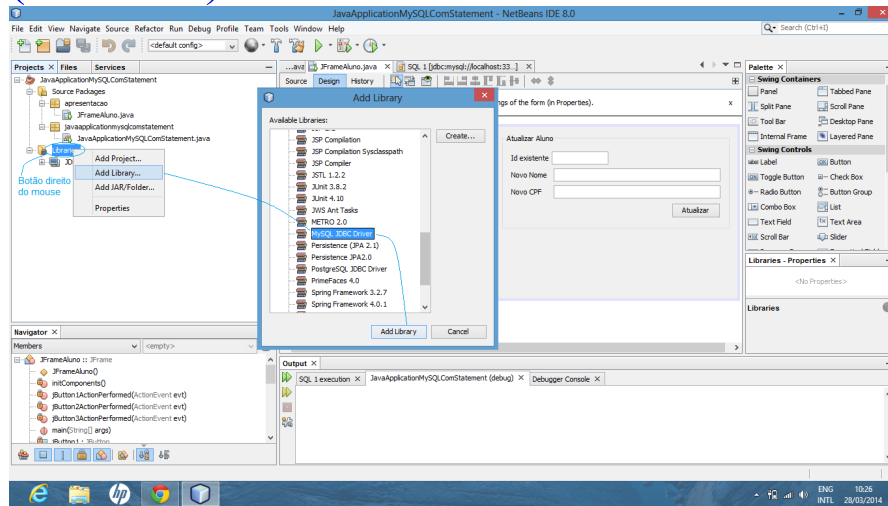 JavaApplicationMySQLComStatement - NetBeans IDE 8.0
File Edit View Navigate Source Refactor Run Debug Profile Team Tools Window Help
Search (Ctrl+I)
<default config>
Projects Files Services
JavaApplicationMySQLComStatement
Source Packages
apresentacao
JFrameAluno.java
javaapplicationmysqlcomstatement
JavaApplicationMySQLComStatement.java
JD
Botão direito
do mouse
Add Project...
Add Library...
Add JAR/Folder...
Properties
...ava JFrameAluno.java SQL 1 [jdbc:mysql://localhost:33...]
Source Design History
ngs of the form (in Properties).
Add Library
Available Libraries:
JSP Compilation
JSP Compilation Sysclasspath
JSP Compiler
JSTL 1.2.2
JUnit 3.8.2
JUnit 4.10
JWS Ant Tasks
METRO 2.0
MySQL JDBC Driver
Persistence (JPA 2.1)
Persistence JPA2.0
PostgreSQL JDBC Driver
PrimeFaces 4.0
Spring Framework 3.2.7
Spring Framework 4.0.1
Create...
Add Library Cancel
Atualizar Aluno
Id existente
Novo Nome
Novo CPF
Atualizar
Palette
Swing Containers
Panel Tabbed Pane
Split Pane Scroll Pane
Tool Bar Desktop Pane
Internal Frame Layered Pane
Swing Controls
label Label OK Button
Toggle Button Check Box
Radio Button Button Group
Combo Box List
Text Field Text Area
Scroll Bar Slider
Libraries - Properties
<No Properties>
Libraries
Navigator
Members <empty>
JFrameAluno :: JFrame
JFrameAluno()
initComponents()
jButton1ActionPerformed(ActionEvent evt)
jButton2ActionPerformed(ActionEvent evt)
jButton3ActionPerformed(ActionEvent evt)
main(String[] args)
jButton1 : JButton
Output
SQL 1 execution JavaApplicationMySQLComStatement (debug) Debugger Console
ENG 10:26
INTL 28/03/2014